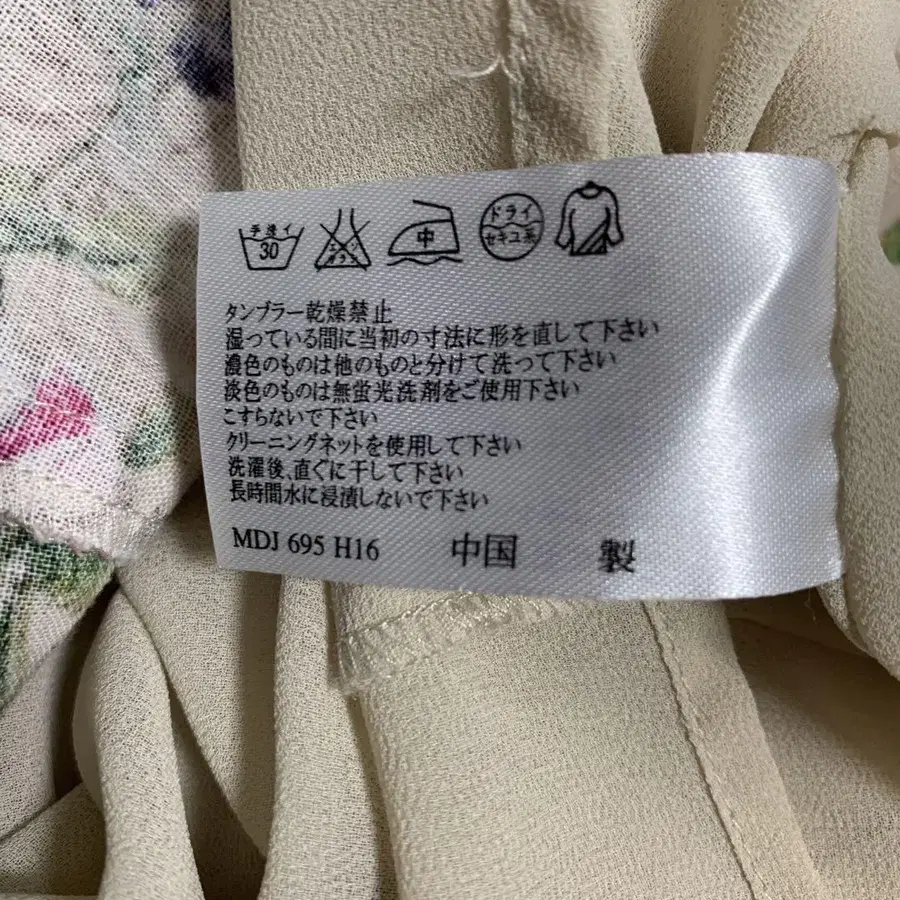 手洗イ 30 エンソ サラシ 中 ドライ セキユ系
タンブラー乾燥禁止
湿っている間に当初の寸法に形を直して下さい
濃色のものは他のものと分けて洗って下さい
淡色のものは無蛍光洗剤をご使用下さい
こすらないで下さい
クリーニングネットを使用して下さい
洗濯後、直ぐに干して下さい
長時間水に浸漬しないで下さい
MDJ 695 H16 中国 製